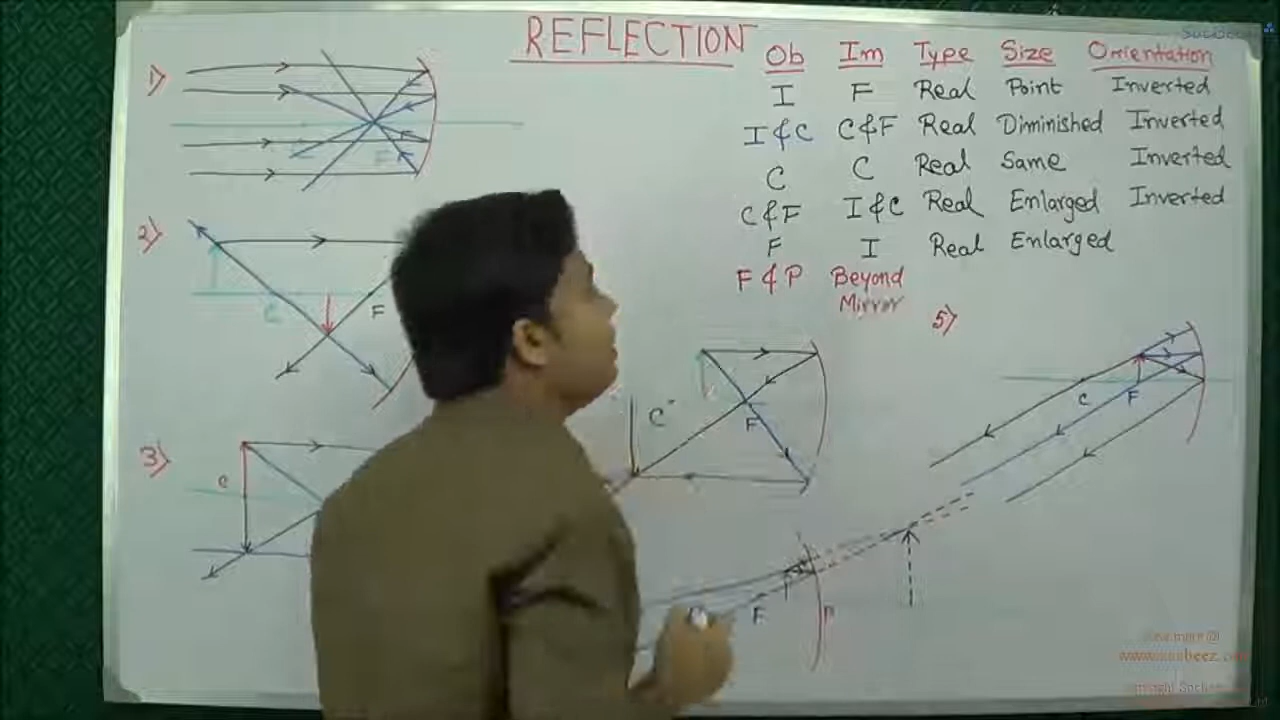 REFLECTION
Ob Im Type Size Orientation
I F Real Point Inverted
I & C C & F Real Diminished Inverted
C C Real Same Inverted
C & F I & C Real Enlarged Inverted
F I Real Enlarged
F & P Beyond
Mirror
1)
C F
2)
C F
3)
C
C F
5)
C F
F P